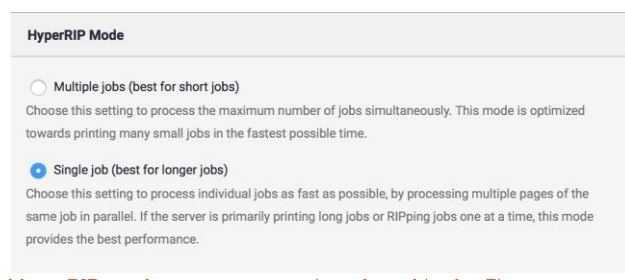 HyperRIP Mode
Multiple jobs (best for short jobs)
Choose this setting to process the maximum number of jobs simultaneously. This mode is optimized
towards printing many small jobs in the fastest possible time.
Single job (best for longer jobs)
Choose this setting to process individual jobs as fast as possible, by processing multiple pages of the
same job in parallel. If the server is primarily printing long jobs or RIPping jobs one at a time, this mode
provides the best performance.